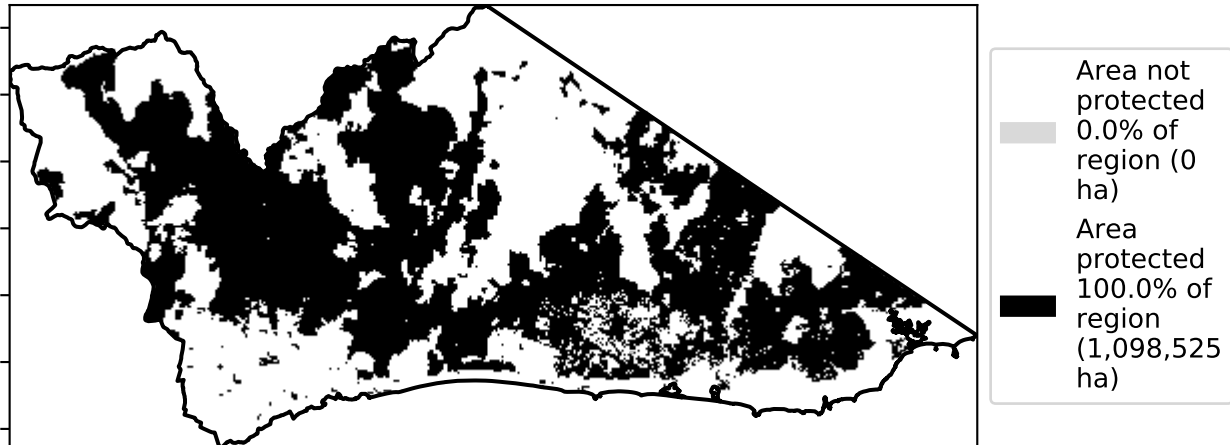 Area not
protected
0.0% of
region (0
ha)
Area
protected
100.0% of
region
(1,098,525
ha)